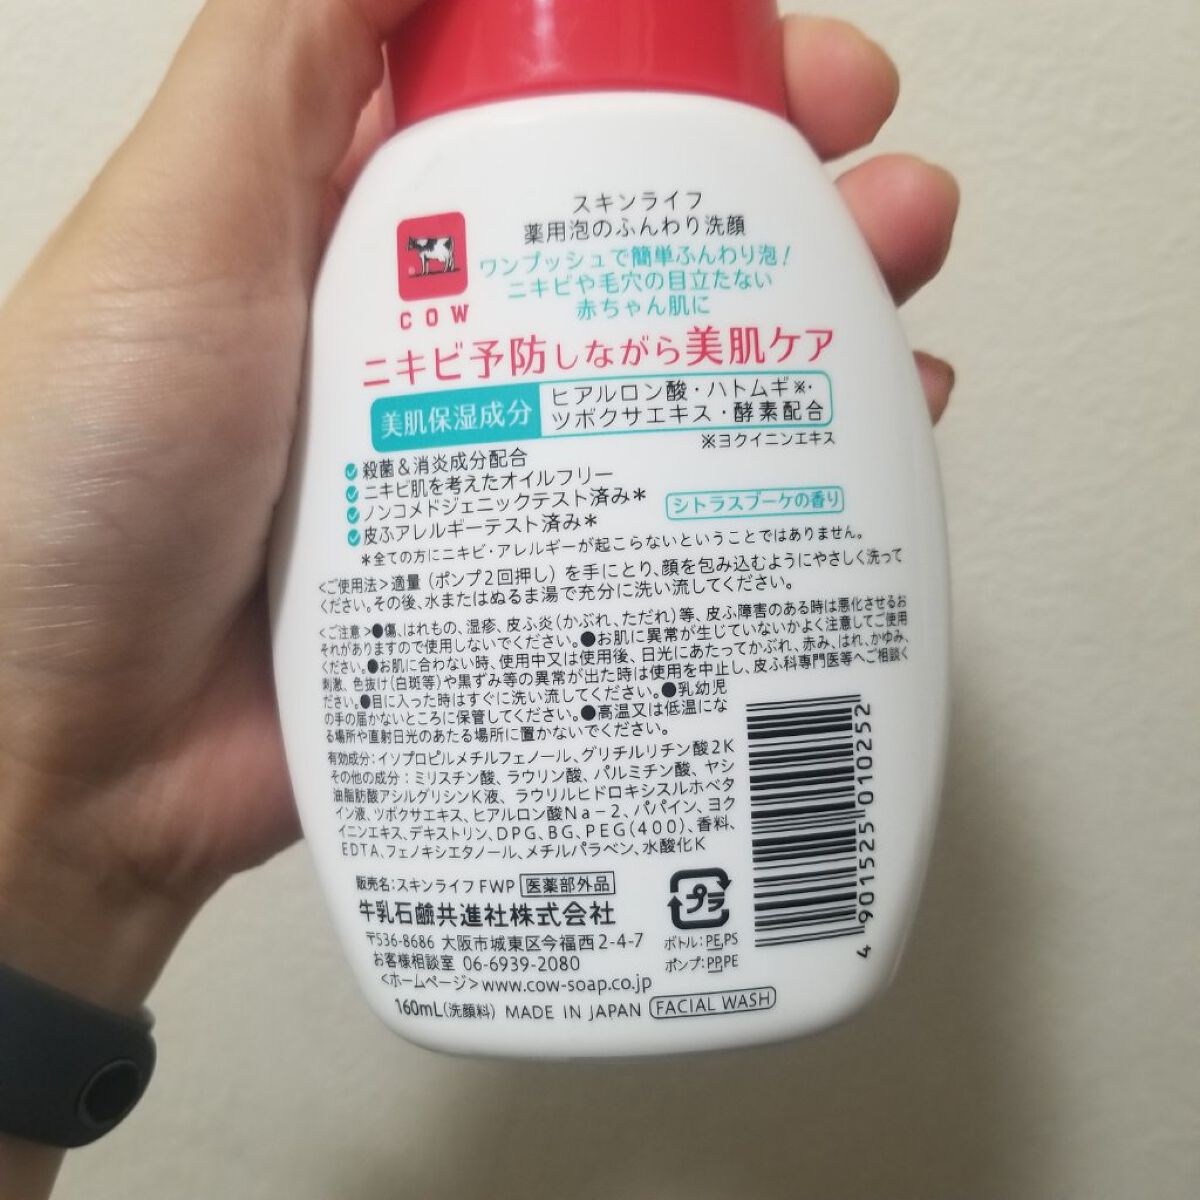 スキンライフ
薬用泡のふんわり洗顔
ワンプッシュで簡単ふんわり泡!
ニキビや毛穴の目立たない
赤ちゃん肌に
COW
ニキビ予防しながら美肌ケア
美肌保湿成分
ヒアルロン酸・ハトムギ※・
ツボクサエキス・酵素配合
※ヨクイニンエキス
殺菌&消炎成分配合
ニキビ肌を考えたオイルフリー
ノンコメドジェニックテスト済み*
皮ふアレルギーテスト済み*
シトラスブーケの香り
*全ての方にニキビ・アレルギーが起こらないということではありません。
<ご使用法>適量(ポンプ2回押し)を手にとり、顔を包み込むようにやさしく洗って
ください。その後、水またはぬるま湯で充分に洗い流してください。
<ご注意>●傷、はれもの、湿疹、皮ふ炎(かぶれ、ただれ)等、皮ふ障害のある時は悪化させるお
それがありますので使用しないでください。●お肌に異常が生じていないかよく注意してご使用
ください。●お肌に合わない時、使用中又は使用後、日光にあたってかぶれ、赤み、はれ、かゆみ、
刺激、色抜け(白斑等)や黒ずみ等の異常が出た時は使用を中止し、皮ふ科専門医等へご相談く
ださい。●目に入った時はすぐに洗い流してください。●乳幼児
の手の届かないところに保管してください。●高温又は低温にな
る場所や直射日光のあたる場所に置かないでください。
有効成分:イソプロピルメチルフェノール、グリチルリチン酸2K
その他の成分:ミリスチン酸、ラウリン酸、パルミチン酸、ヤシ
油脂肪酸アシルグリシンK液、ラウリルヒドロキシスルホベタ
イン液、ツボクサエキス、ヒアルロン酸Na-2、パパイン、ヨク
イニンエキス、デキストリン、DPG、BG、PEG(400)、香料、
EDTA、フェノキシエタノール、メチルパラベン、水酸化K
販売名:スキンライフFWP 医薬部外品
牛乳石鹼共進社株式会社
〒536-8686 大阪市城東区今福西2-4-7
お客様相談室 06-6939-2080
<ホームページ>www.cow-soap.co.jp
160mL(洗顔料) MADE IN JAPAN FACIAL WASH
プラ
ボトル:PE,PS
ポンプ:PP,PE
4901525010252